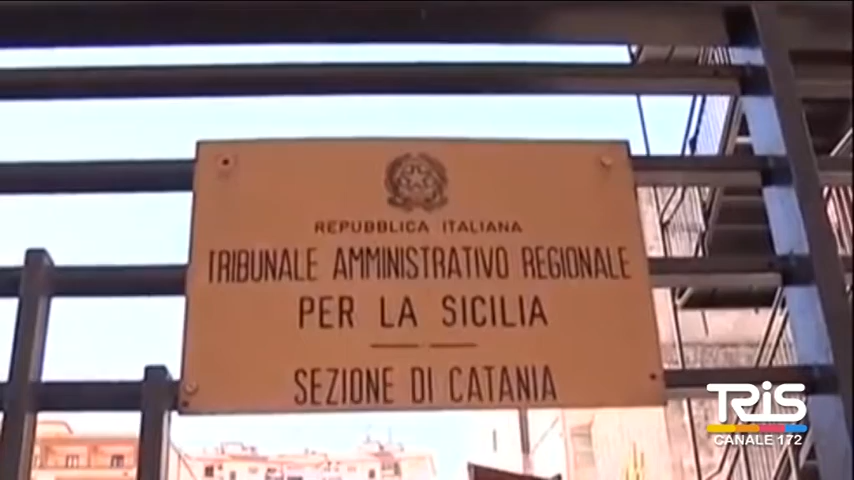 REPUBBLICA ITALIANA
TRIBUNALE AMMINISTRATIVO REGIONALE
PER LA SICILIA
SEZIONE DI CATANIA
TRiS
CANALE 172